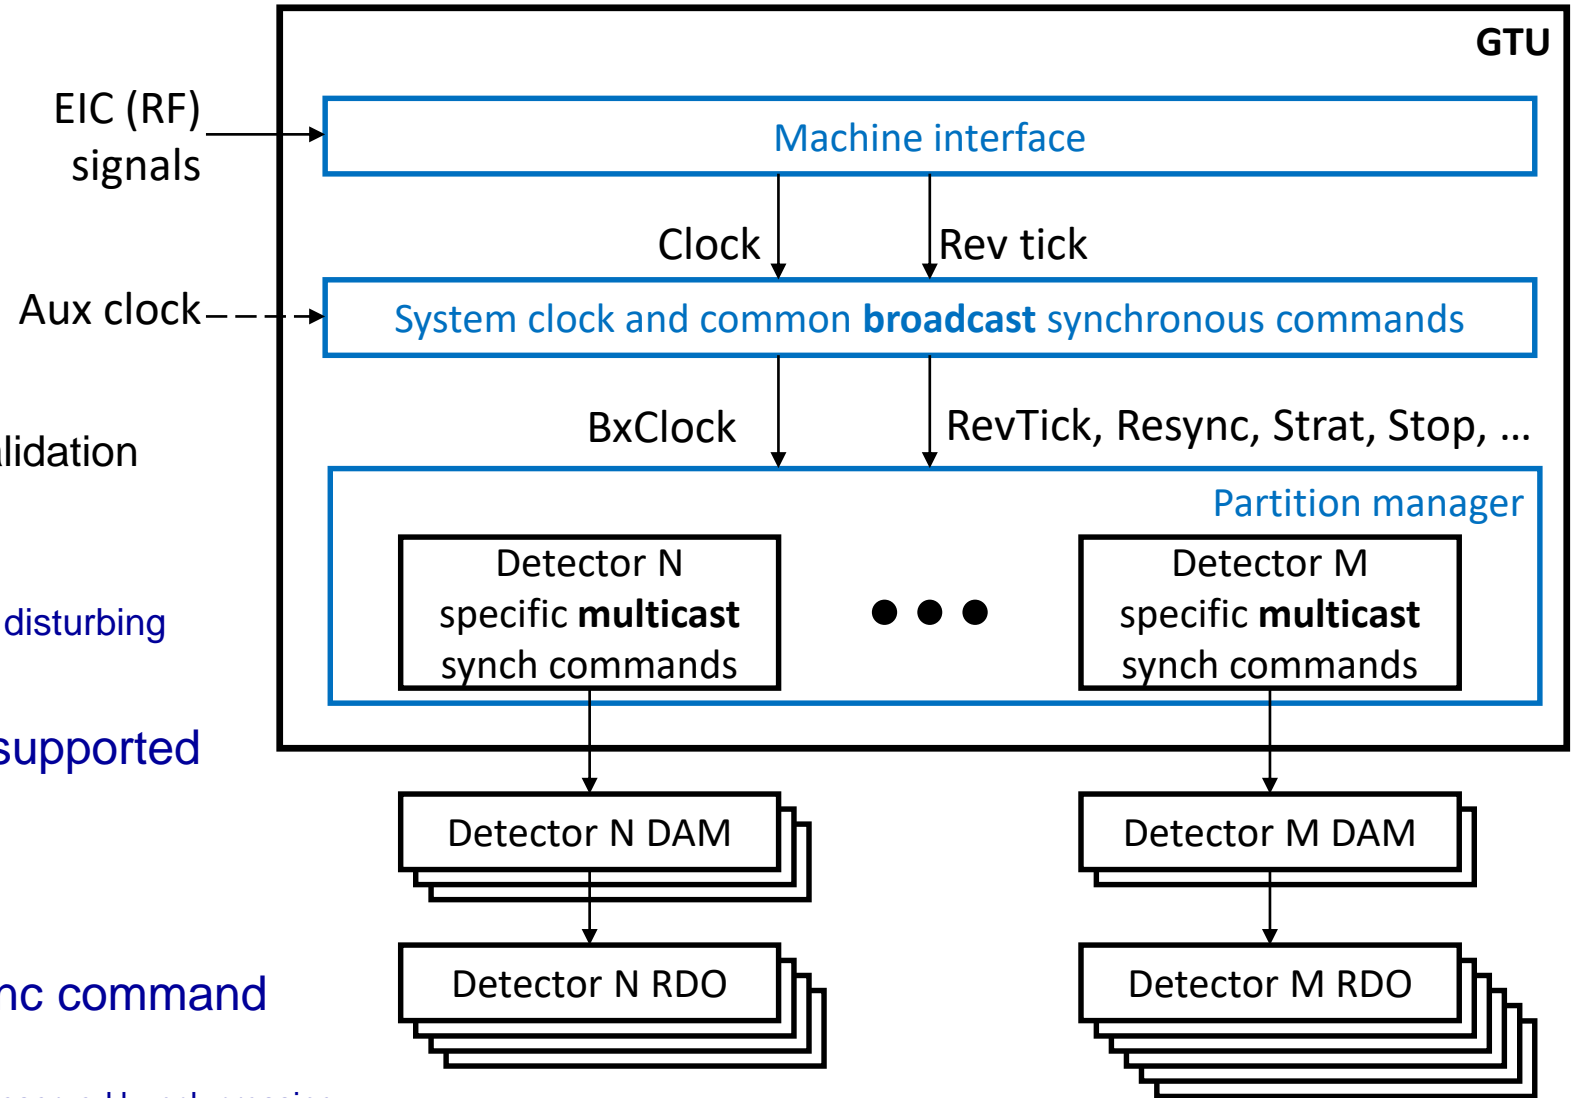 GTU
EIC (RF)
signals
Machine interface
Clock
Rev tick
Aux clock
System clock and common broadcast synchronous commands
BxClock
RevTick, Resync, Strat, Stop, ...
alidation
Partition manager
Detector N
specific multicast
synch commands
•••
Detector M
specific multicast
synch commands
disturbing
supported
Detector N DAM
Detector M DAM
nc command
Detector N RDO
Detector M RDO